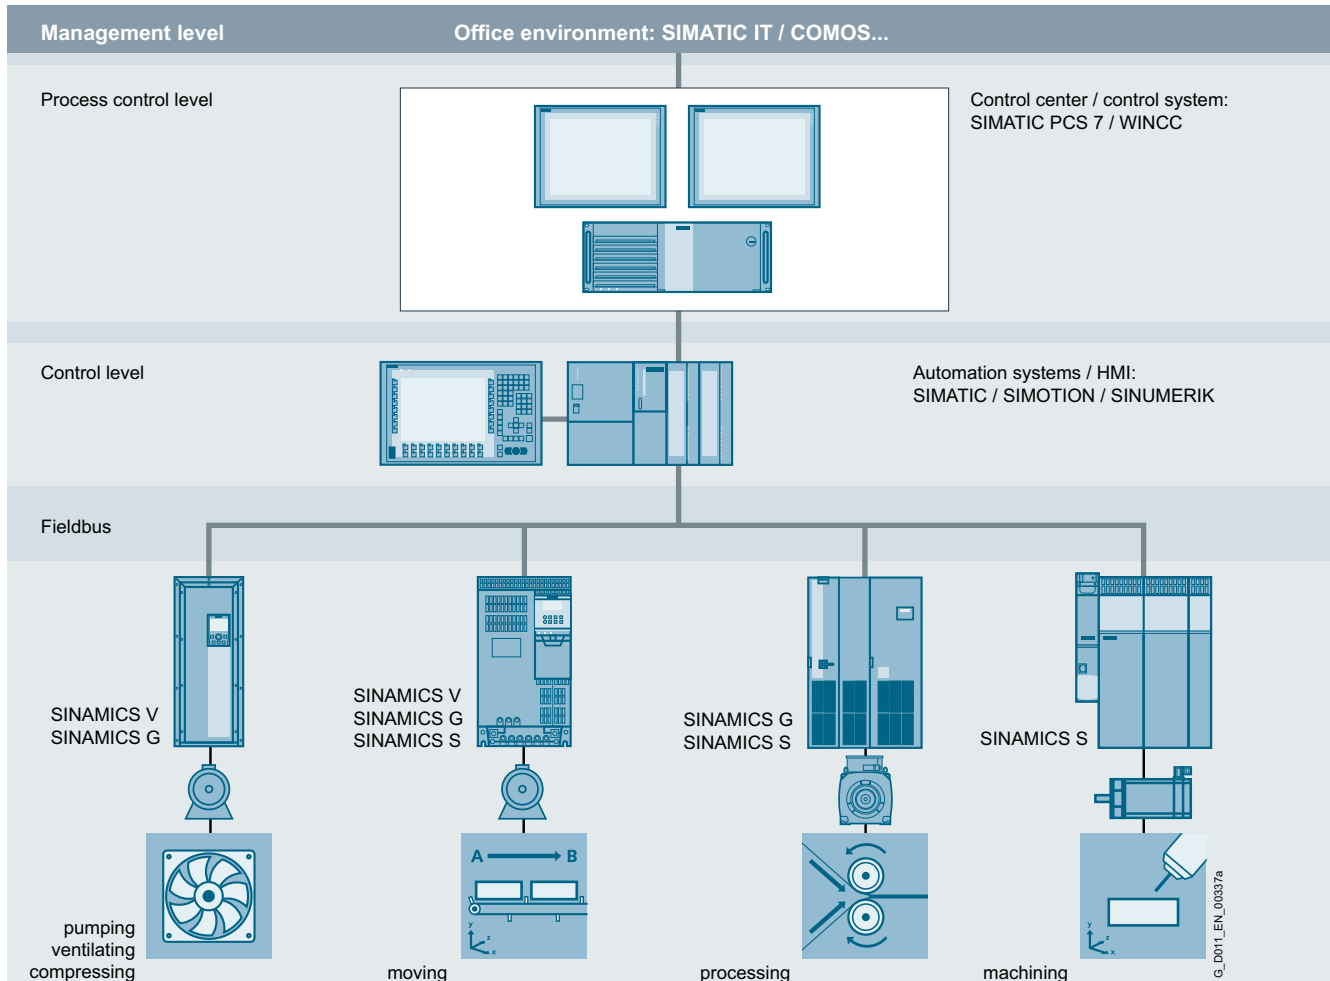 Management level
Office environment: SIMATIC IT / COMOS...
Process control level
Control center / control system:
SIMATIC PCS 7 / WINCC
Control level
Automation systems / HMI:
SIMATIC / SIMOTION / SINUMERIK
Fieldbus
SINAMICS V
SINAMICS G
SINAMICS V
SINAMICS G
SINAMICS S
SINAMICS G
SINAMICS S
SINAMICS S
A B
y
z
x
y
z
x
pumping
ventilating
compressing
moving
processing
machining
G_D011_EN_00337a